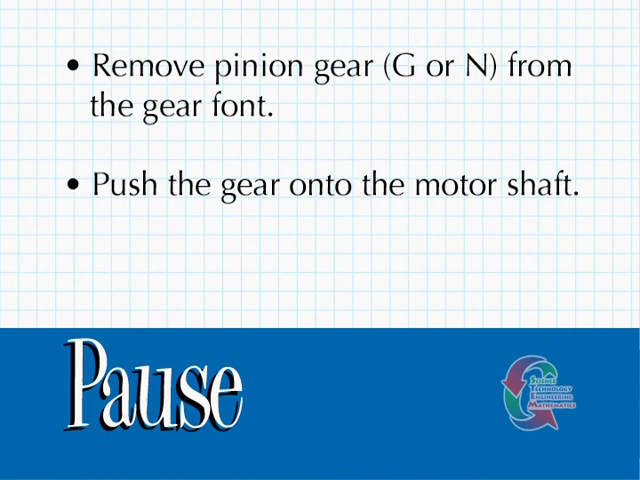 • Remove pinion gear (G or N) from
the gear font.
• Push the gear onto the motor shaft.
Pause
Science
Technology
Engineering
Mathematics